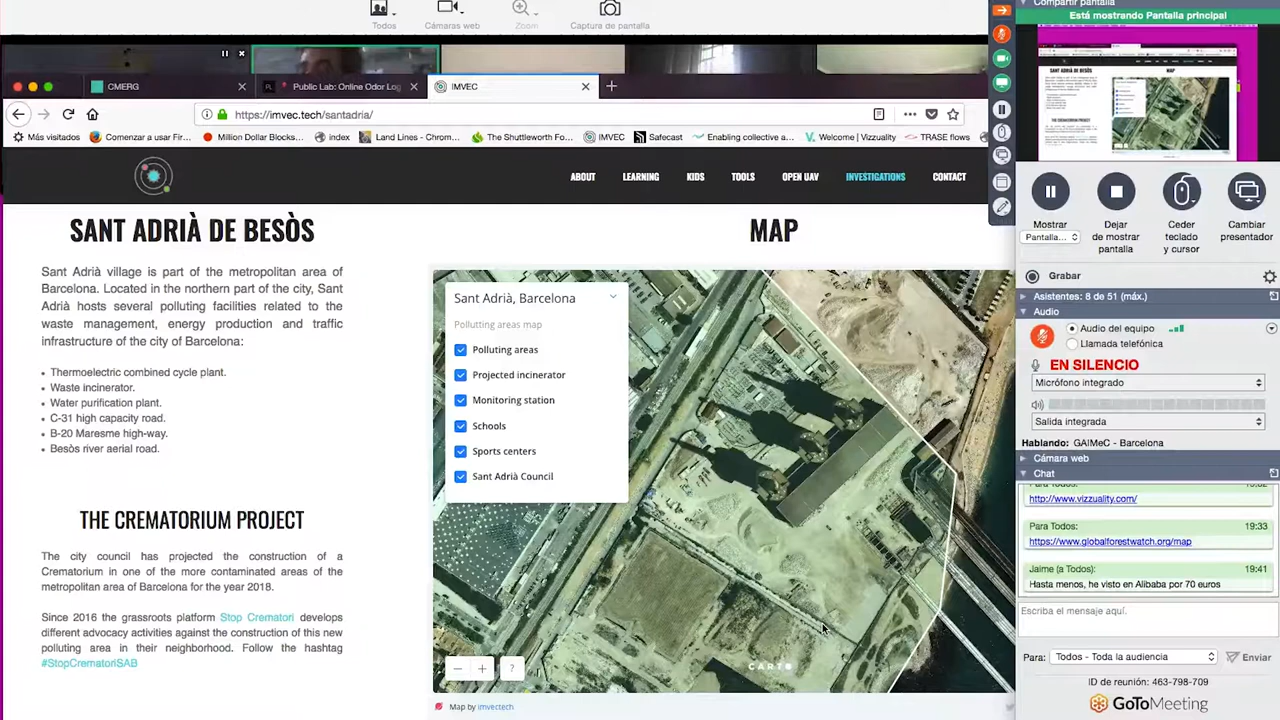 Todos
Cámaras web
Zoom
Captura de pantalla
CMERG
Public Lab: Online Odor
IMVEC
https://imvec.tech/santadria/
Más visitados
Comenzar a usar Fir...
Million Dollar Blocks...
index
Lost Lines - Chrom...
The Shuttleworth Fo...
IMVEC
Safecast
Enabling collective
Welcome | Vizzuality
TRASE flows
ABOUT
LEARNING
KIDS
TOOLS
OPEN UAV
INVESTIGATIONS
CONTACT
SANT ADRIÀ DE BESÒS
Sant Adrià village is part of the metropolitan area of
Barcelona. Located in the northern part of the city, Sant
Adrià hosts several polluting facilities related to the
waste management, energy production and traffic
infrastructure of the city of Barcelona:
Thermoelectric combined cycle plant.
Waste incinerator.
Water purification plant.
C-31 high capacity road.
B-20 Maresme high-way.
Besòs river aerial road.
THE CREMATORIUM PROJECT
The city council has projected the construction of a
Crematorium in one of the more contaminated areas of the
metropolitan area of Barcelona for the year 2018.
Since 2016 the grassroots platform Stop Crematori develops
different advocacy activities against the construction of this new
polluting area in their neighborhood. Follow the hashtag
#StopCrematoriSAB
MAP
Sant Adrià, Barcelona
Pollutting areas map
Polluting areas
Projected incinerator
Monitoring station
Schools
Sports centers
Sant Adrià Council
− + ?
CARTO
Map by imvectech
Compartir pantalla
Está mostrando Pantalla principal
SANT ADRIÀ DE BESÒS
MAP
THE CREMATORIUM PROJECT
Mostrar
Pantalla...
Dejar
de mostrar
pantalla
Ceder
teclado
y cursor
Cambiar
presentador
Grabar
Asistentes: 8 de 51 (máx.)
Audio
Audio del equipo
Llamada telefónica
EN SILENCIO
Micrófono integrado
Salida integrada
Hablando: GAIMeC - Barcelona
Cámara web
Chat
http://www.vizzuality.com/
Para Todos: 19:33
https://www.globalforestwatch.org/map
Jaime (a Todos): 19:41
Hasta menos, he visto en Alibaba por 70 euros
Escriba el mensaje aquí.
Para: Todos - Toda la audiencia
Enviar
ID de reunión: 463-798-709
GoToMeeting